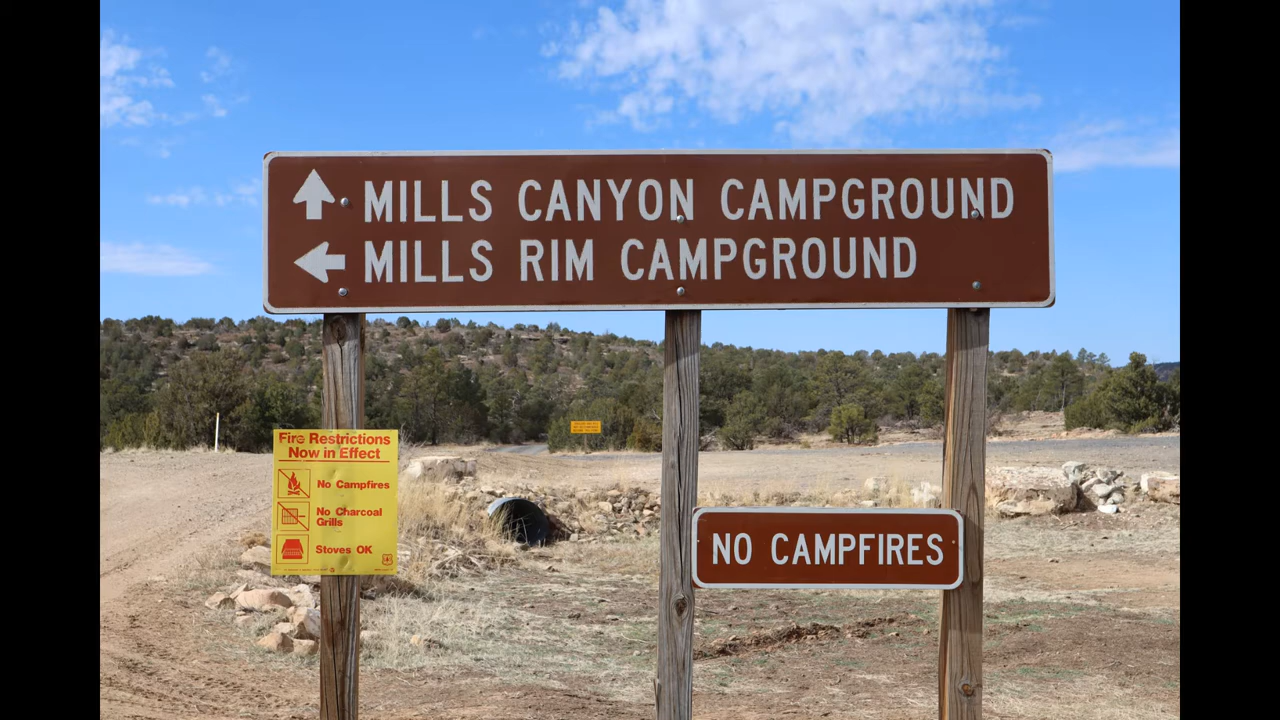 MILLS CANYON CAMPGROUND
MILLS RIM CAMPGROUND
Fire Restrictions
Now in Effect
No Campfires
No Charcoal
Grills
Stoves OK
NO CAMPFIRES